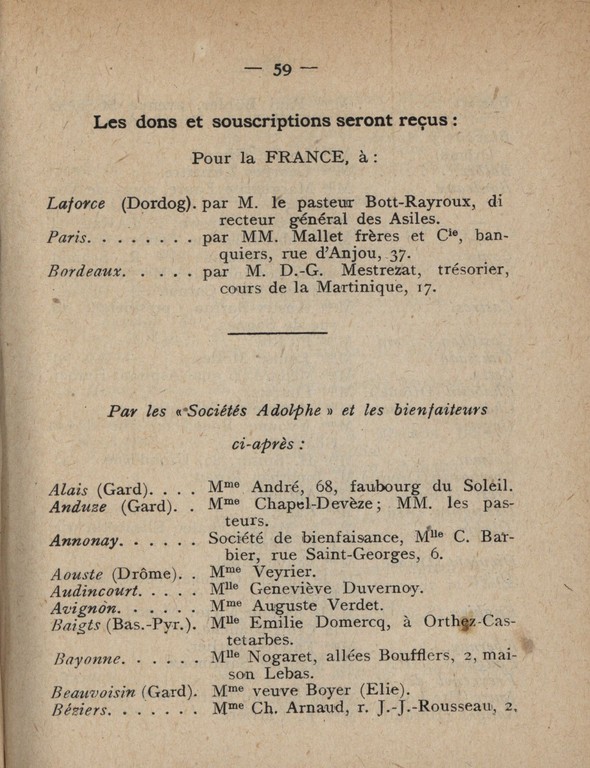 — 59 —
Les dons et souscriptions seront reçus :
Pour la FRANCE, à :
Laforce (Dordog). par M. le pasteur Bott-Rayroux, di
recteur général des Asiles.
Paris. . . . . . . . par MM. Mallet frères et Cie, ban-
quiers, rue d'Anjou, 37.
Bordeaux. . . . . par M. D.-G. Mestrezat, trésorier,
cours de la Martinique, 17.
Par les « Sociétés Adolphe » et les bienfaiteurs
ci-après :
Alais (Gard). . . . Mme André, 68, faubourg du Soleil.
Anduze (Gard). . Mme Chapel-Devèze ; MM. les pas-
teurs.
Annonay. . . . . . Société de bienfaisance, Mlle C. Bar-
bier, rue Saint-Georges, 6.
Aouste (Drôme). . Mme Veyrier.
Audincourt. . . . . Mlle Geneviève Duvernoy.
Avignon. . . . . . Mme Auguste Verdet.
Baigts (Bas.-Pyr.). Mlle Emilie Domercq, à Orthez-Cas-
tetarbes.
Bayonne. . . . . . Mlle Nogaret, allées Boufflers, 2, mai-
son Lebas.
Beauvoisin (Gard). Mme veuve Boyer (Elie).
Béziers. . . . . . . Mme Ch. Arnaud, r. J.-J.-Rousseau, 2.